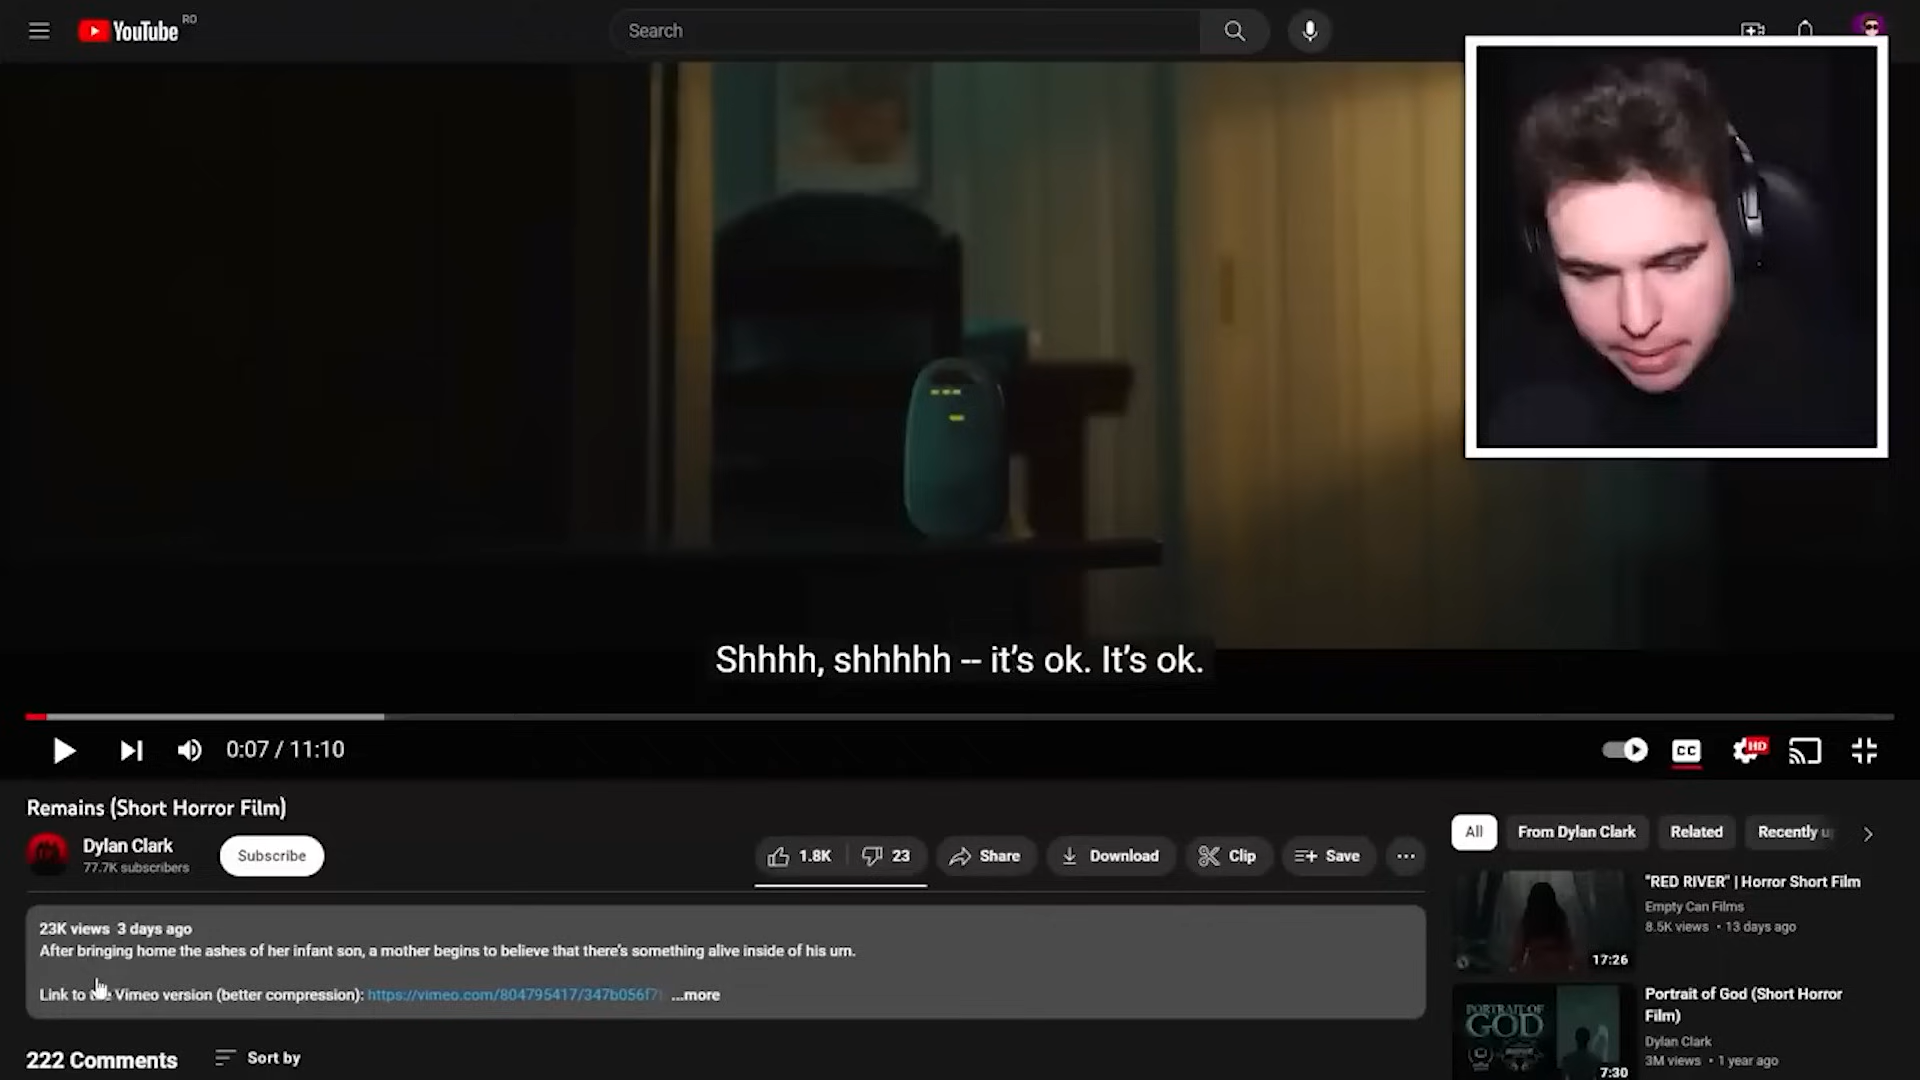 YouTube RO
Search
Shhhh, shhhhh -- it's ok. It's ok.
0:07 / 11:10
CC
HD
Remains (Short Horror Film)
Dylan Clark
77.7K subscribers
Subscribe
1.8K
23
Share
Download
Clip
Save
23K views 3 days ago
After bringing home the ashes of her infant son, a mother begins to believe that there's something alive inside of his urn.
Link to Vimeo version (better compression): https://vimeo.com/804795417/347b056f7 ...more
222 Comments
Sort by
All
From Dylan Clark
Related
Recently
"RED RIVER" | Horror Short Film
Empty Can Films
8.5K views • 13 days ago
17:26
Portrait of God (Short Horror
Film)
Dylan Clark
3M views • 1 year ago
PORTRAIT OF
GOD
7:30